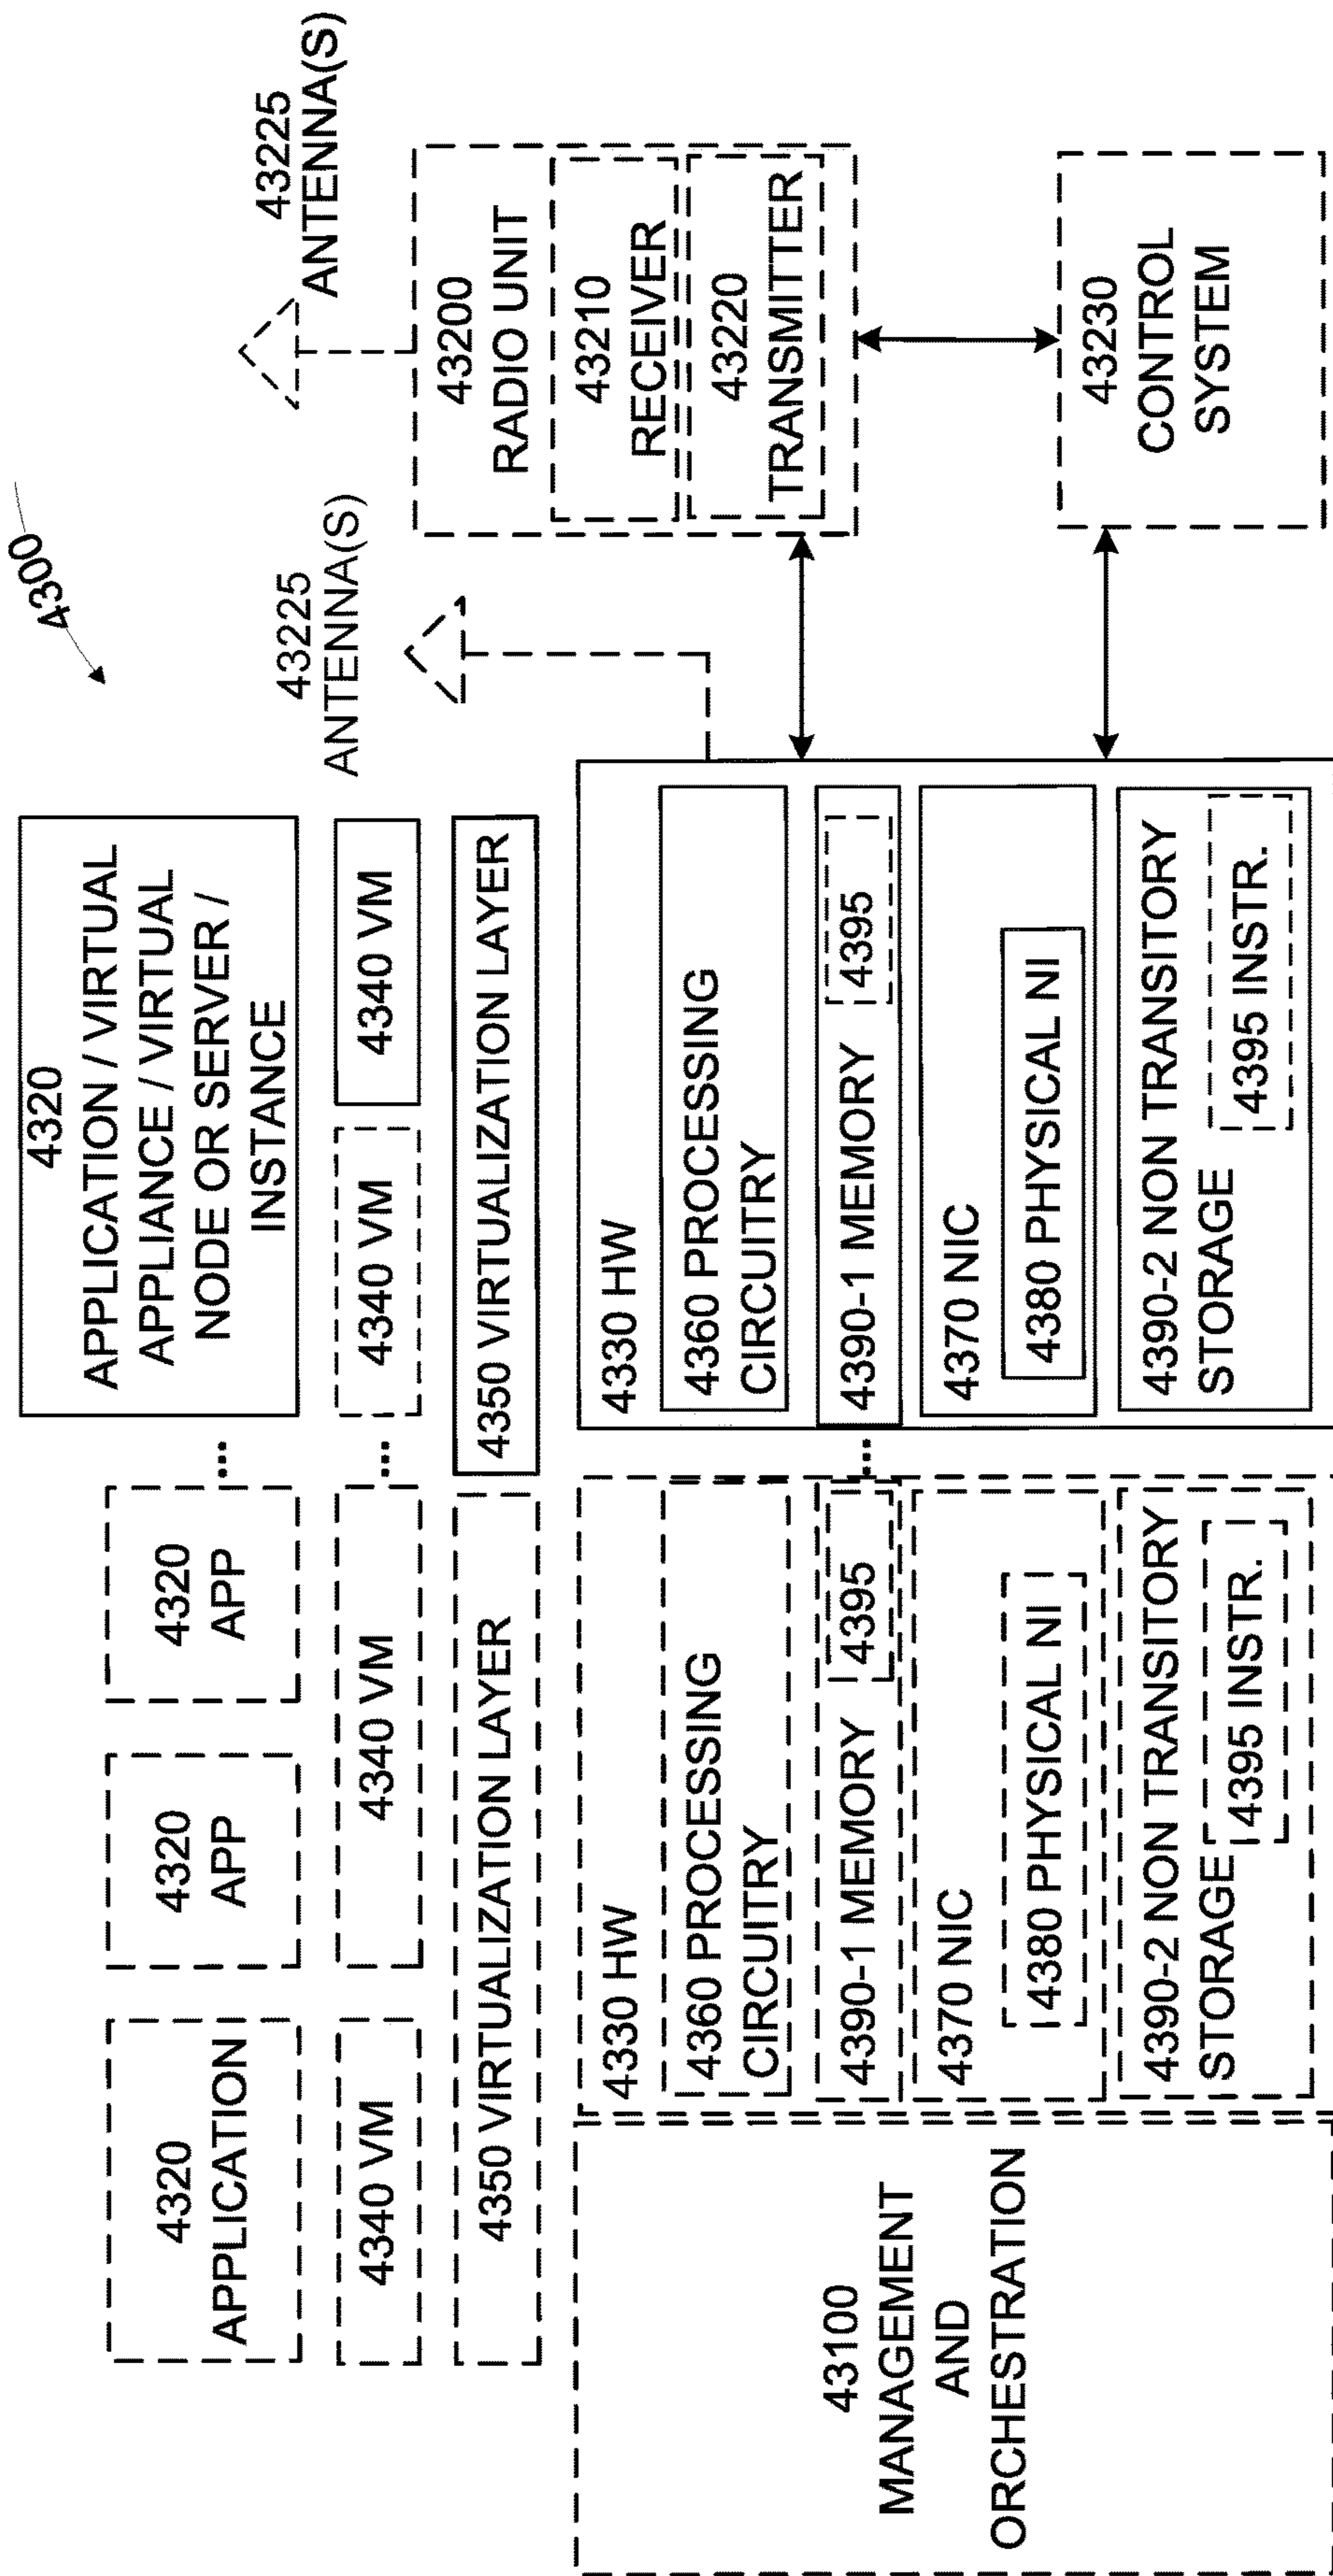 4300
4320
APPLICATION
4320
APP
4320
APP
...
4320
APPLICATION / VIRTUAL
APPLIANCE / VIRTUAL
NODE OR SERVER /
INSTANCE
43225
ANTENNA(S)
43225
ANTENNA(S)
4340 VM
4340 VM
...
4340 VM
4340 VM
4350 VIRTUALIZATION LAYER
4350 VIRTUALIZATION LAYER
43100
MANAGEMENT
AND
ORCHESTRATION
4330 HW
4360 PROCESSING
CIRCUITRY
4390-1 MEMORY
4395
4370 NIC
4380 PHYSICAL NI
4390-2 NON TRANSITORY
STORAGE
4395 INSTR.
...
4330 HW
4360 PROCESSING
CIRCUITRY
4390-1 MEMORY
4395
4370 NIC
4380 PHYSICAL NI
4390-2 NON TRANSITORY
STORAGE
4395 INSTR.
43200
RADIO UNIT
43210
RECEIVER
43220
TRANSMITTER
43230
CONTROL
SYSTEM